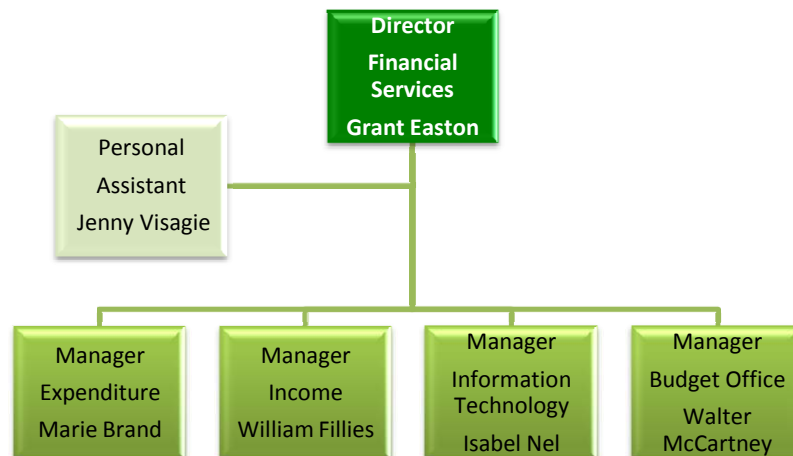 Director
Financial
Services
Grant Easton
Personal
Assistant
Jenny Visagie
Manager
Expenditure
Marie Brand
Manager
Income
William Fillies
Manager
Information
Technology
Isabel Nel
Manager
Budget Office
Walter
McCartney